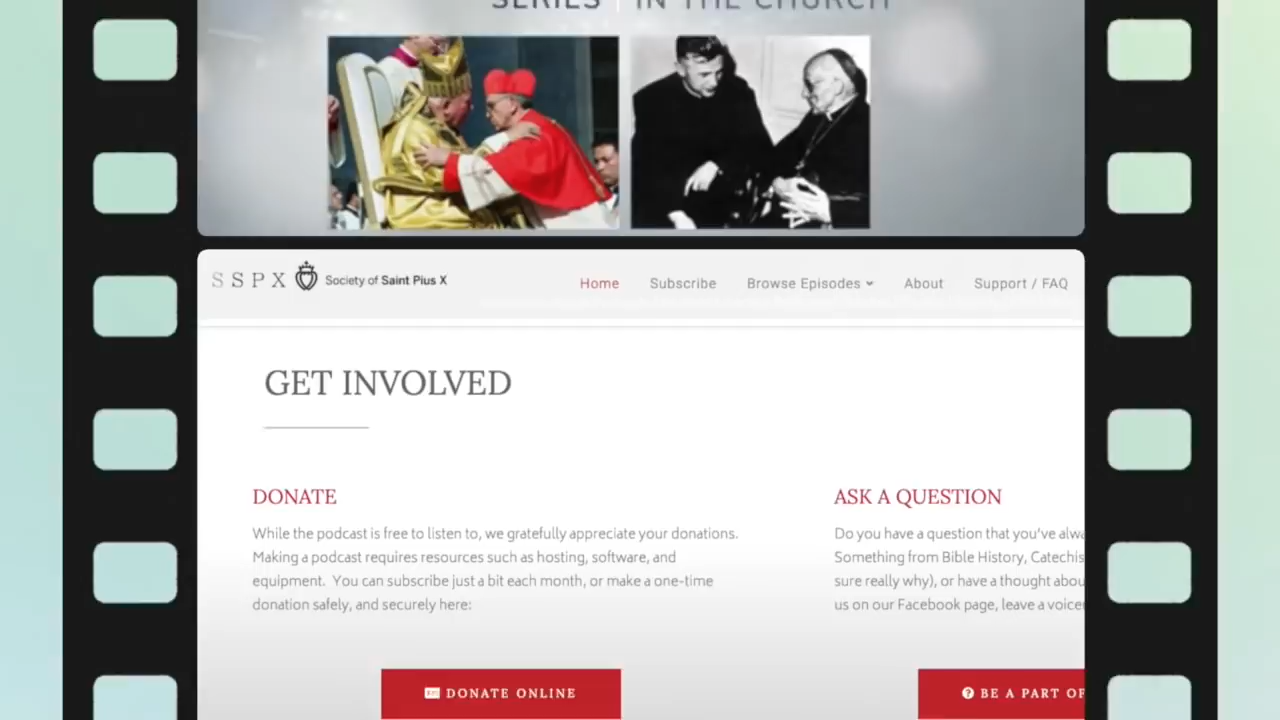 SERIES | IN THE CHURCH
SSPX Society of Saint Pius X
Home Subscribe Browse Episodes About Support / FAQ
GET INVOLVED
DONATE
While the podcast is free to listen to, we gratefully appreciate your donations.
Making a podcast requires resources such as hosting, software, and
equipment. You can subscribe just a bit each month, or make a one-time
donation safely, and securely here:
DONATE ONLINE
ASK A QUESTION
Do you have a question that you've
Something from Bible History,
sure really why), or have a thought
us on our Facebook page, leave a
BE A PART OF